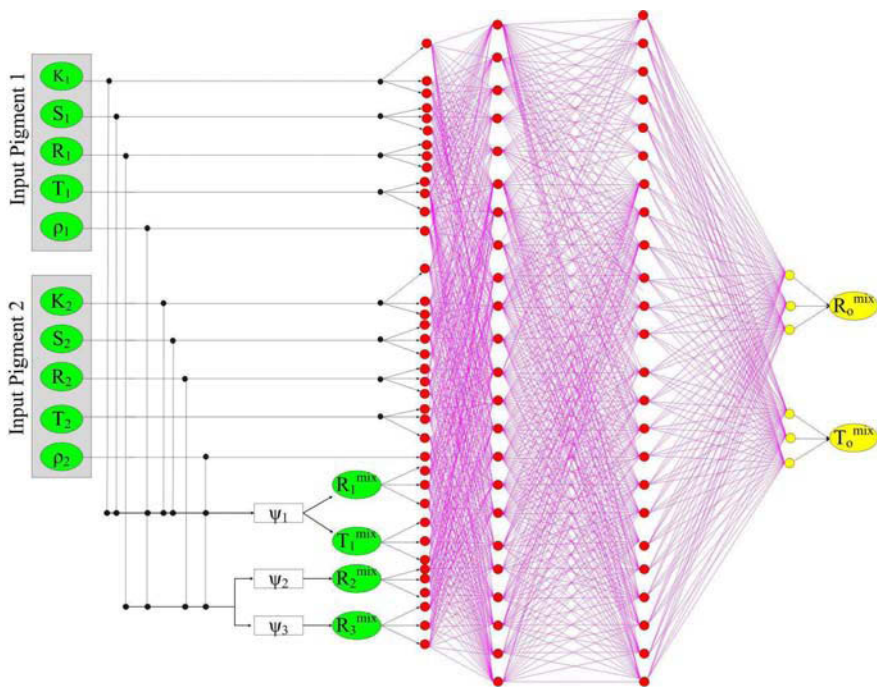 Input Pigment 1
K₁
S₁
R₁
T₁
ρ₁
Input Pigment 2
K₂
S₂
R₂
T₂
ρ₂
ψ₁
ψ₂
ψ₃
R₁ᵐⁱˣ
T₁ᵐⁱˣ
R₂ᵐⁱˣ
R₃ᵐⁱˣ
Rₒᵐⁱˣ
Tₒᵐⁱˣ